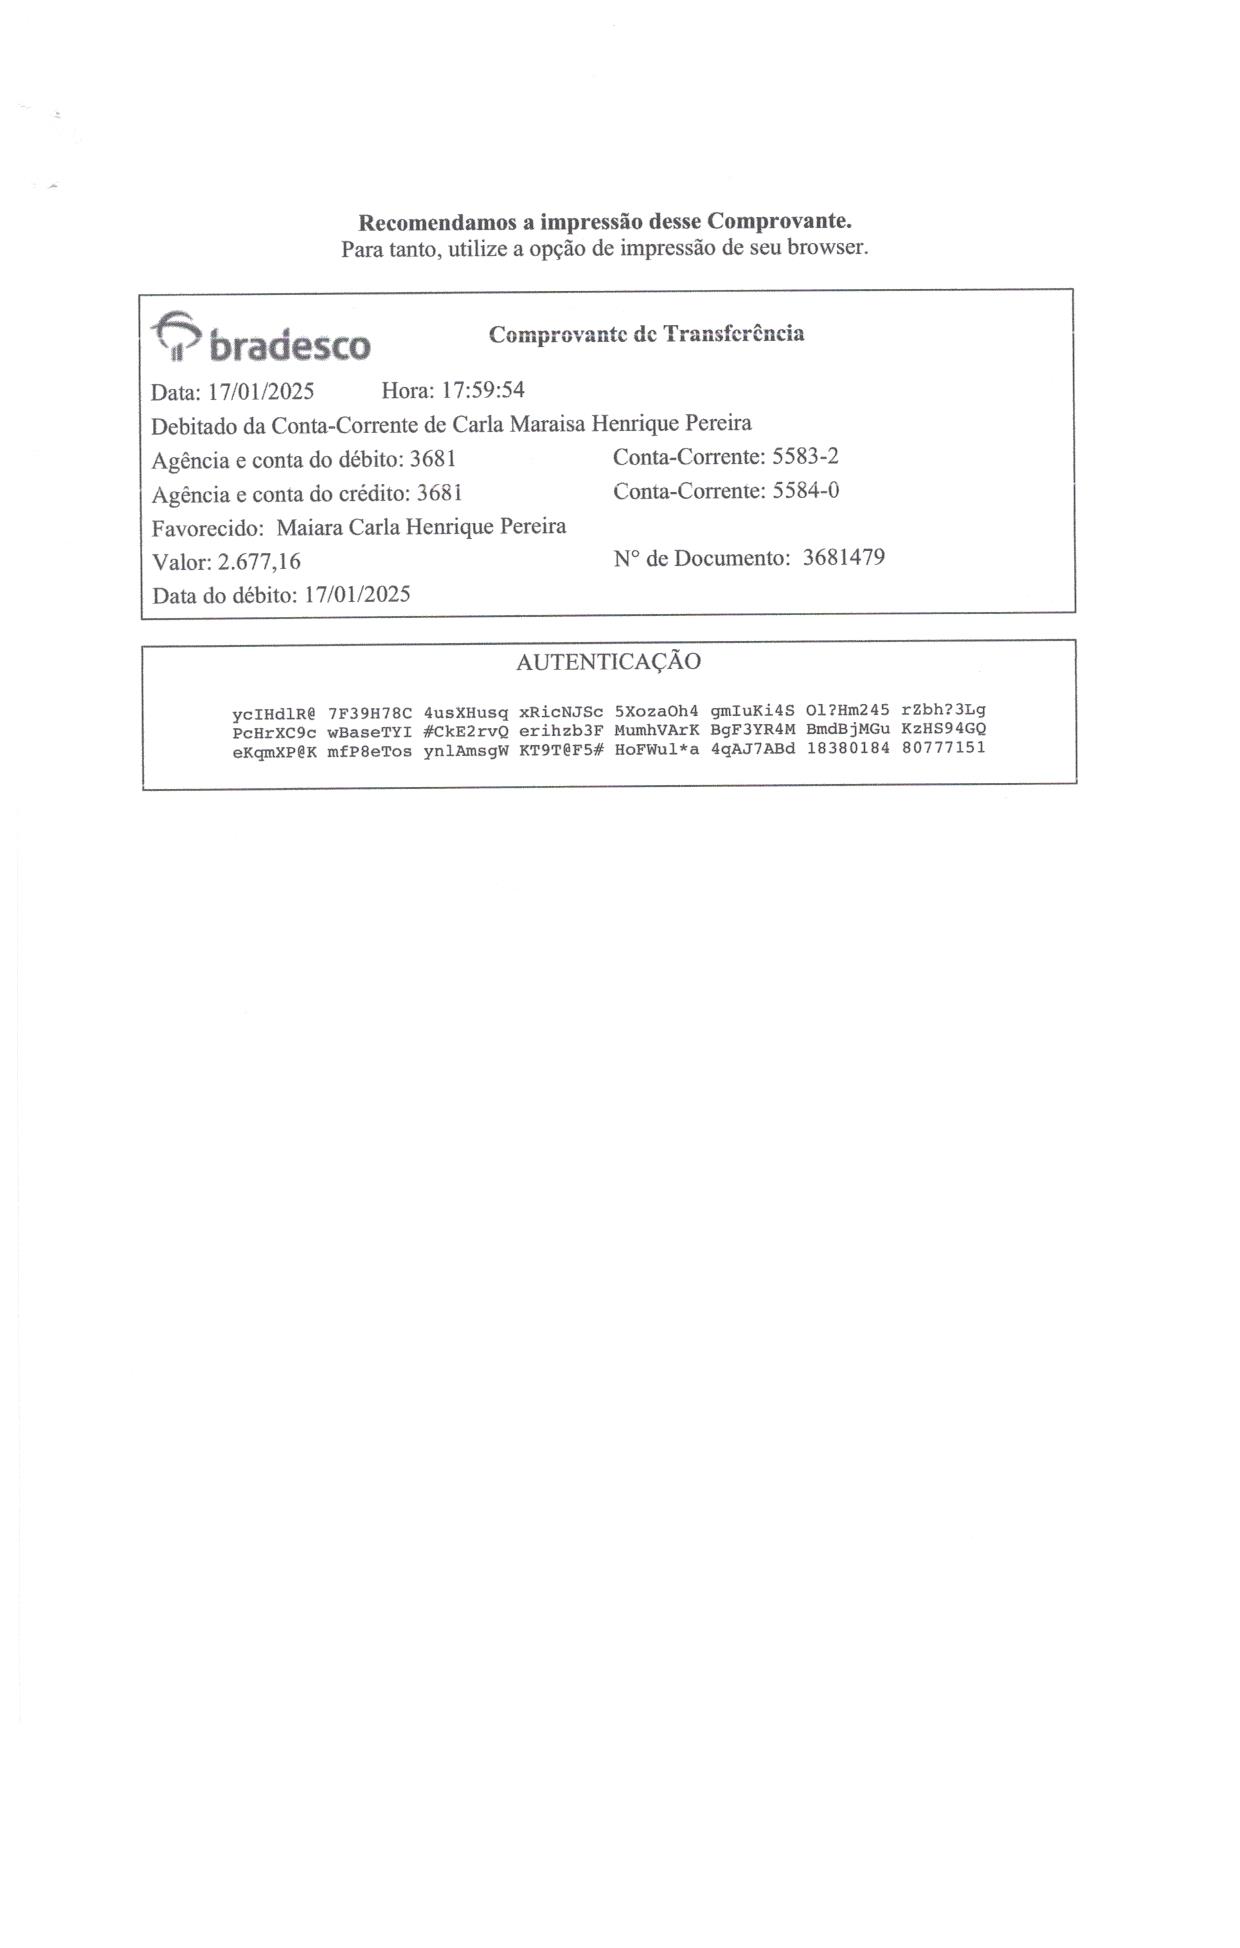 Recomendamos a impressão desse Comprovante.
Para tanto, utilize a opção de impressão de seu browser.
bradesco
Comprovante de Transferência
Data: 17/01/2025 Hora: 17:59:54
Debitado da Conta-Corrente de Carla Maraisa Henrique Pereira
Agência e conta do débito: 3681 Conta-Corrente: 5583-2
Agência e conta do crédito: 3681 Conta-Corrente: 5584-0
Favorecido: Maiara Carla Henrique Pereira
Valor: 2.677,16 N° de Documento: 3681479
Data do débito: 17/01/2025
AUTENTICAÇÃO
ycIHdlR@ 7F39H78C 4usXHusq xRicNJSc 5XozaOh4 gmIuKi4S Ol?Hm245 rZbh?3Lg
PcHrXC9c wBaseTYI #CkE2rvQ erihzb3F MumhVArK BgF3YR4M BmdBjMGu KzHS94GQ
eKqmXP@K mfP8eTos ynlAmsgW KT9T@F5# HoFWul*a 4qAJ7ABd 18380184 80777151